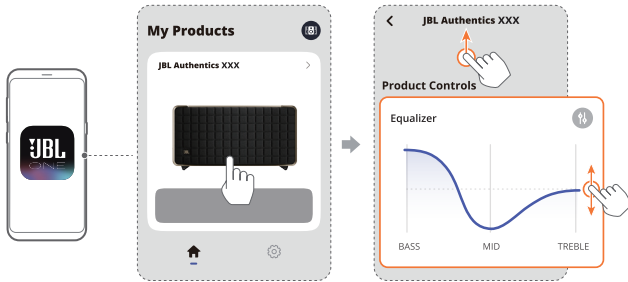 JBL
ONE
My Products
JBL Authentics XXX
JBL Authentics XXX
Product Controls
Equalizer
BASS
MID
TREBLE